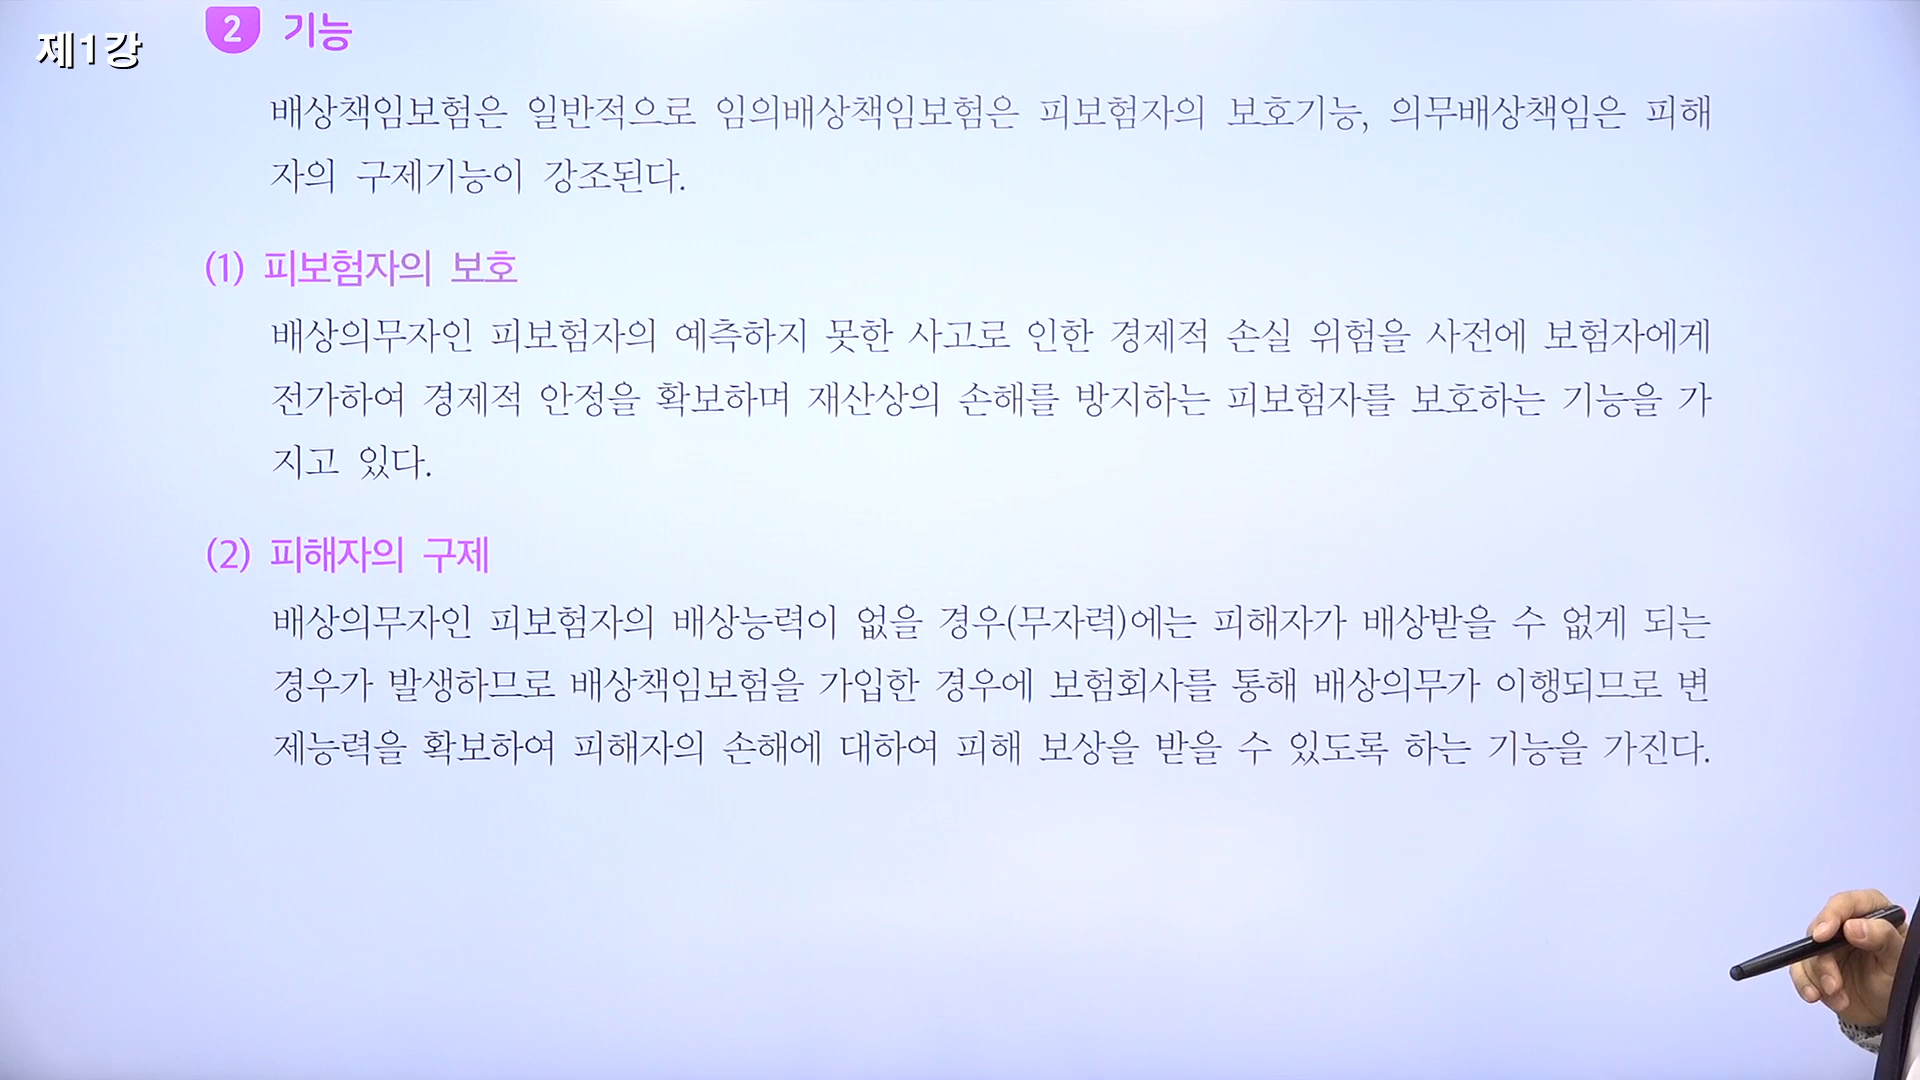 제1강
2 기능
배상책임보험은 일반적으로 임의배상책임보험은 피보험자의 보호기능, 의무배상책임은 피해
자의 구제기능이 강조된다.
(1) 피보험자의 보호
배상의무자인 피보험자의 예측하지 못한 사고로 인한 경제적 손실 위험을 사전에 보험자에게
전가하여 경제적 안정을 확보하며 재산상의 손해를 방지하는 피보험자를 보호하는 기능을 가
지고 있다.
(2) 피해자의 구제
배상의무자인 피보험자의 배상능력이 없을 경우(무자력)에는 피해자가 배상받을 수 없게 되는
경우가 발생하므로 배상책임보험을 가입한 경우에 보험회사를 통해 배상의무가 이행되므로 변
제능력을 확보하여 피해자의 손해에 대하여 피해 보상을 받을 수 있도록 하는 기능을 가진다.